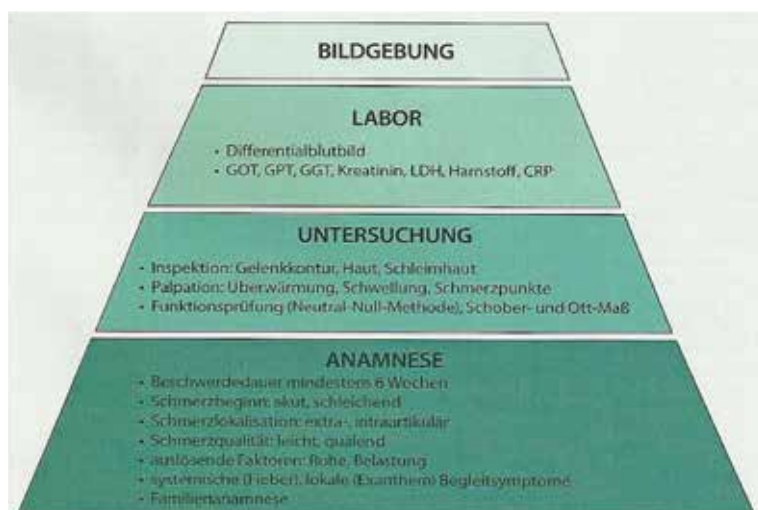 BILDGEBUNG
LABOR
• Differentialblutbild
• GOT, GPT, GGT, Kreatinin, LDH, Harnstoff, CRP
UNTERSUCHUNG
• Inspektion: Gelenkkontur, Haut, Schleimhaut
• Palpation: Überwärmung, Schwellung, Schmerzpunkte
• Funktionsprüfung (Neutral-Null-Methode), Schober- und Ott-Maß
ANAMNESE
• Beschwerdedauer mindestens 6 Wochen
• Schmerzbeginn: akut, schleichend
• Schmerzlokalisation: extra-, intraartikulär
• Schmerzqualität: leicht, quälend
• auslösende Faktoren: Ruhe, Belastung
• systemische (Fieber), lokale (Exanthem) Begleitsymptome
• Familienanamnese